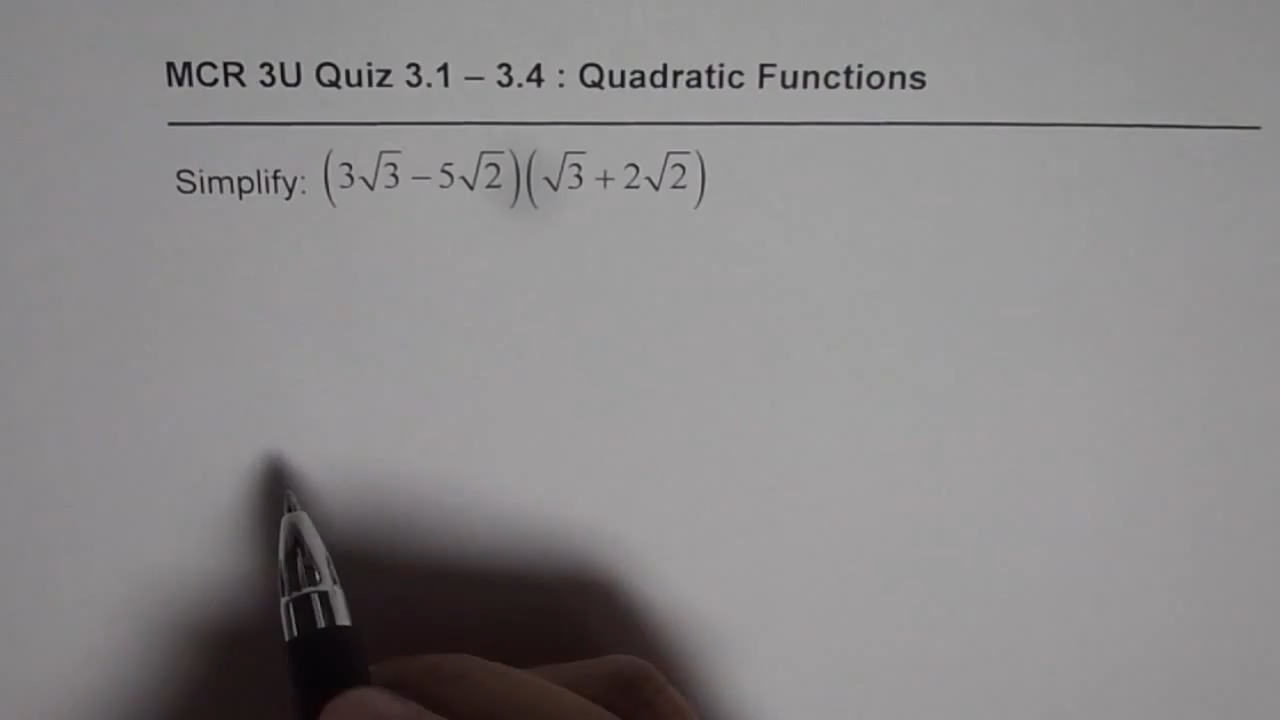 MCR 3U Quiz 3.1 – 3.4 : Quadratic Functions
Simplify: (3√3 – 5√2)(√3 + 2√2)